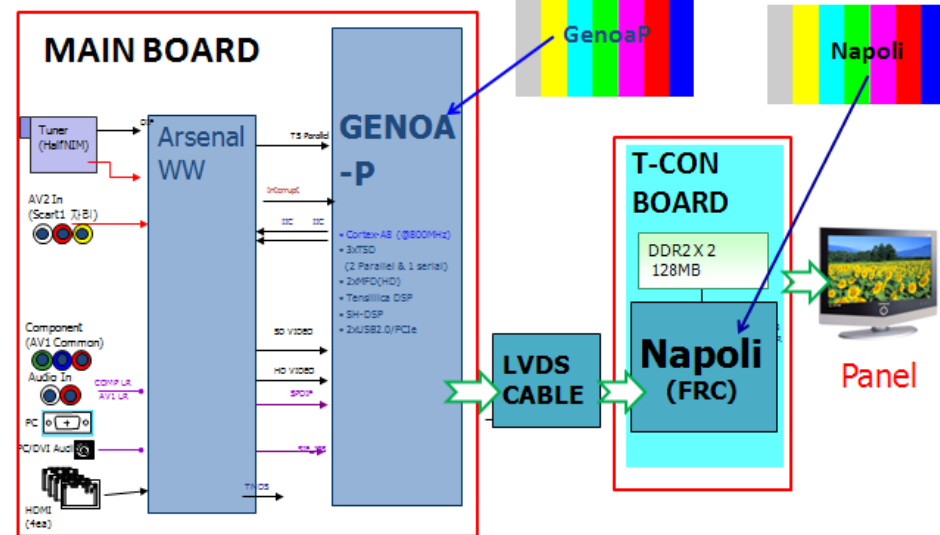 MAIN BOARD
GenoaP
Napoli
Tuner
(HalfNIM)
Arsenal
WW
TS Parallel
GENOA
-P
Interrupt
AV2 In
(Scart1 자리)
IIC IIC
• Cortex-A8 (@800MHz)
• 3xTSD
(2 Parallel & 1 serial)
• 2xMFD(HD)
• Tensillica DSP
• SH-DSP
• 2xUSB2.0/PCIe
T-CON
BOARD
DDR2 X 2
128MB
Component
(AV1 Common)
SD VIDEO
HD VIDEO
Audio In
COMP LR
AV1 LR
SPDIF
PC
PC/DVI Audi
TMDS
HDMI
(4ea)
LVDS
CABLE
Napoli
(FRC)
Panel